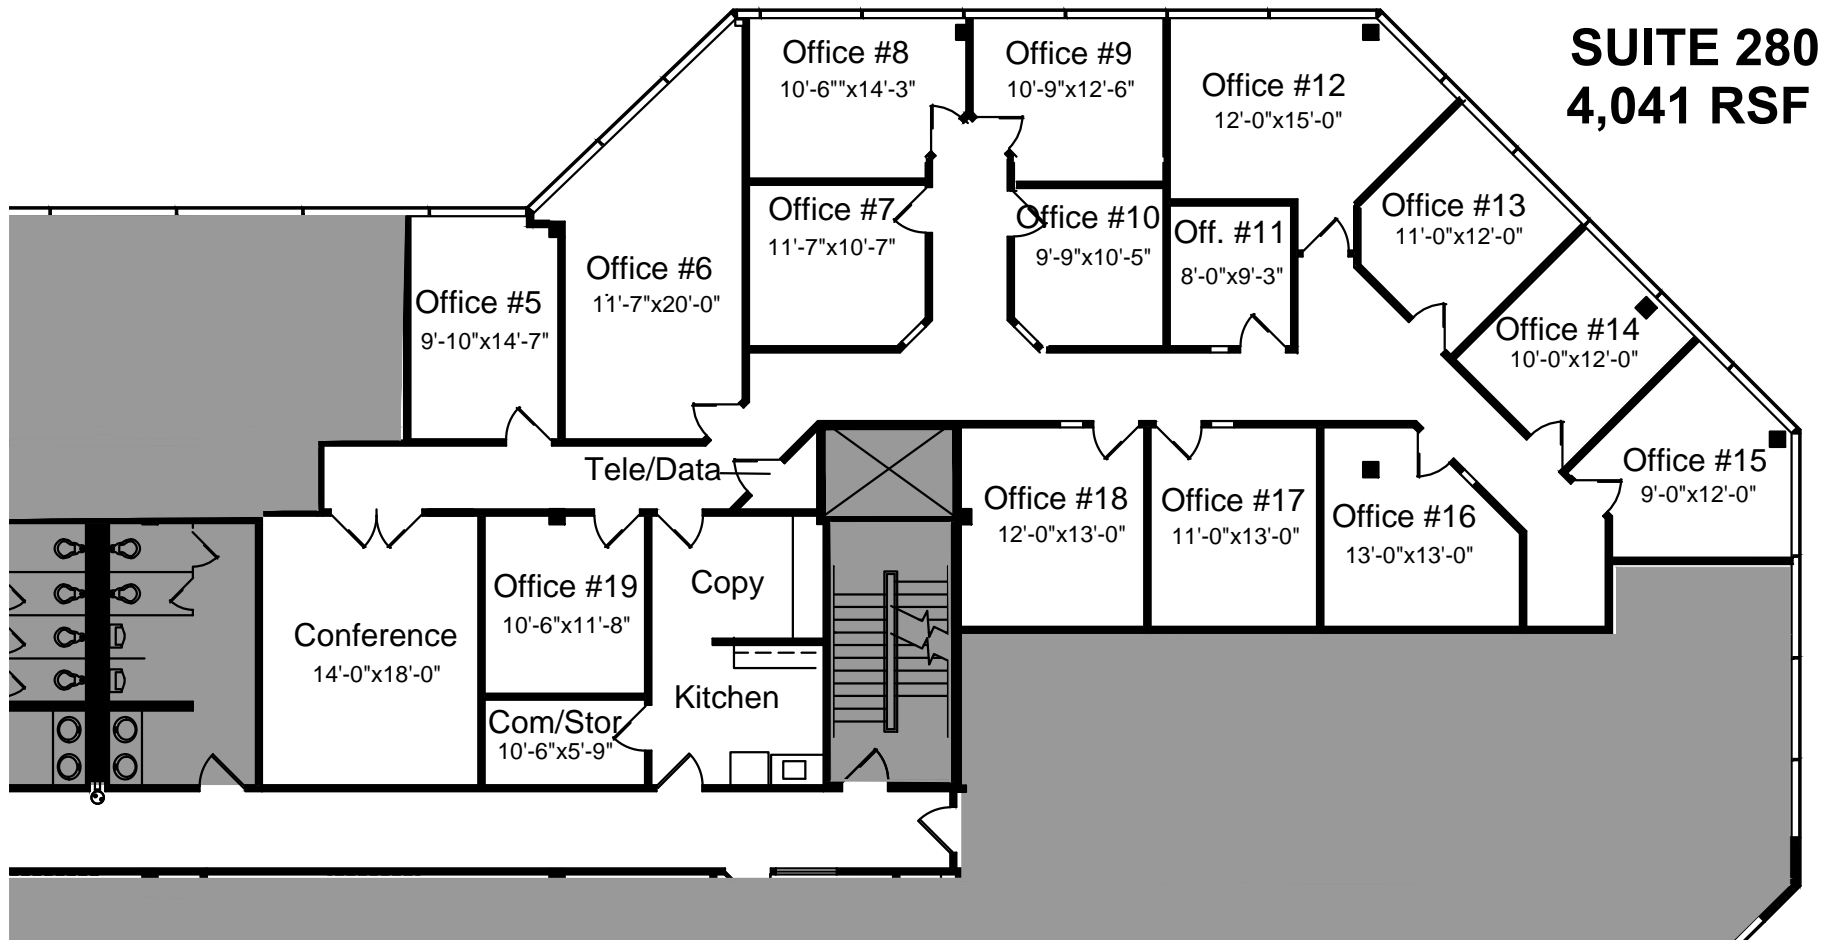 SUITE 280
4,041 RSF
Office #8
10'-6""x14'-3"
Office #9
10'-9"x12'-6"
Office #12
12'-0"x15'-0"
Office #7
11'-7"x10'-7"
Office #10
9'-9"x10'-5"
Off. #11
8'-0"x9'-3"
Office #13
11'-0"x12'-0"
Office #6
11'-7"x20'-0"
Office #5
9'-10"x14'-7"
Office #14
10'-0"x12'-0"
Office #15
9'-0"x12'-0"
Tele/Data
Office #18
12'-0"x13'-0"
Office #17
11'-0"x13'-0"
Office #16
13'-0"x13'-0"
Office #19
10'-6"x11'-8"
Copy
Conference
14'-0"x18'-0"
Kitchen
Com/Stor
10'-6"x5'-9"